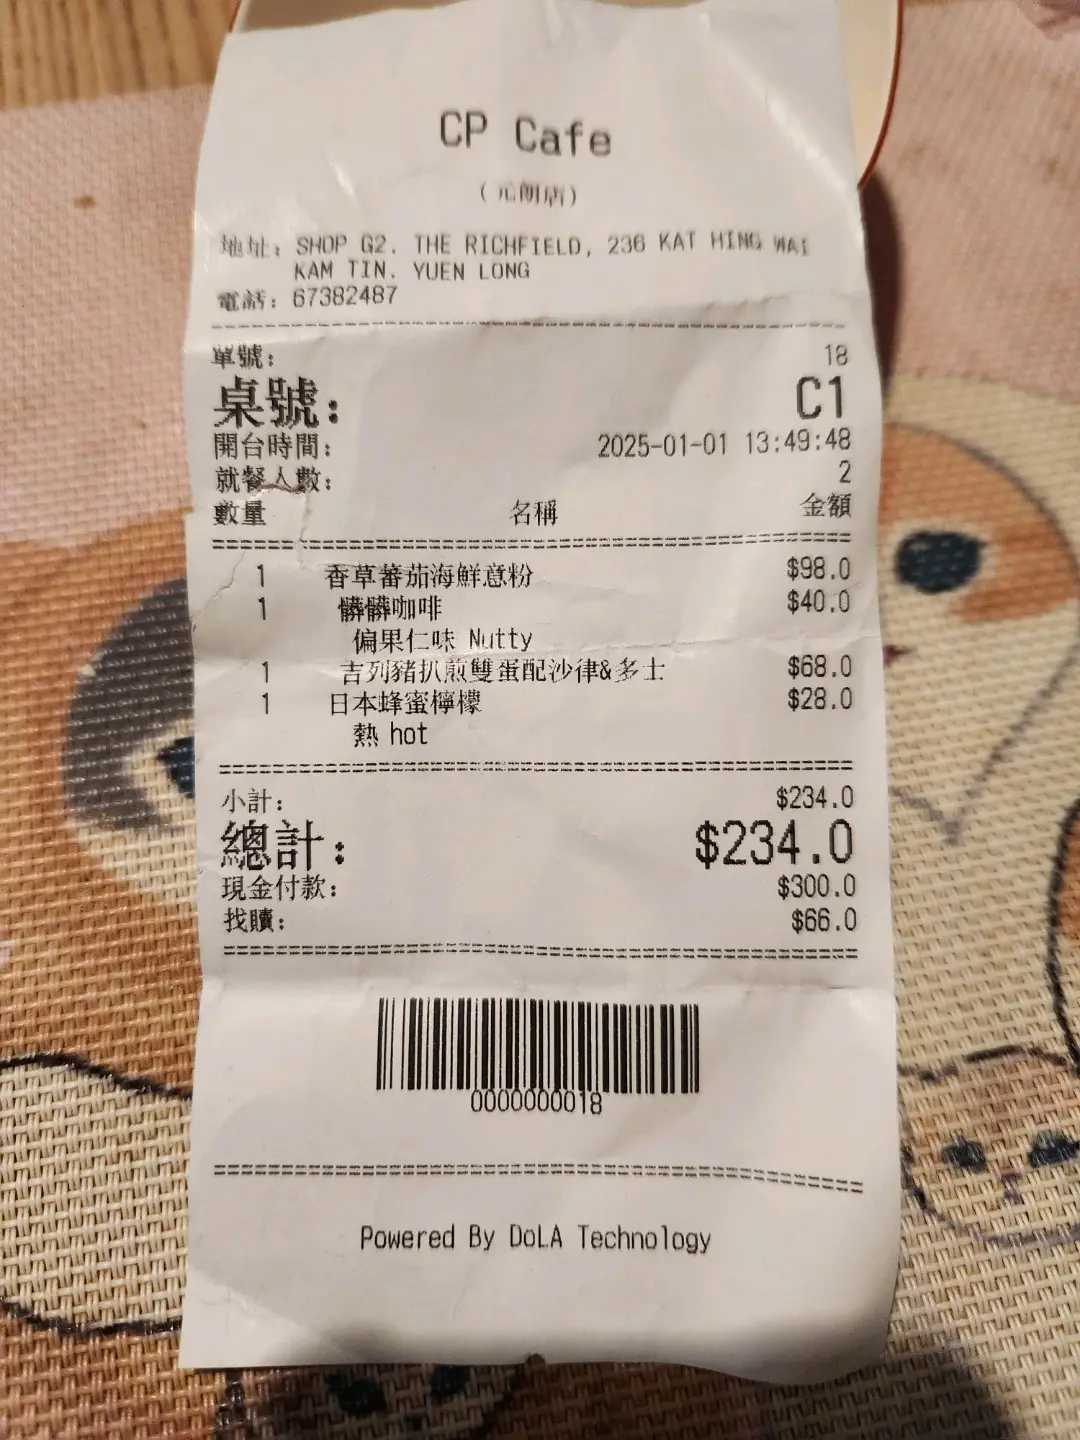 CP Cafe
(元朗店)
地址: SHOP G2. THE RICHFIELD, 236 KAT HING WAI
KAM TIN. YUEN LONG
電話: 67382487
單號: 18
桌號: C1
開台時間: 2025-01-01 13:49:48
就餐人數: 2
數量 名稱 金額
1 香草蕃茄海鮮意粉 $98.0
1 髒髒咖啡 $40.0
偏果仁味 Nutty
1 吉列豬扒煎雙蛋配沙律&多士 $68.0
1 日本蜂蜜檸檬 $28.0
熱 hot
小計: $234.0
總計: $234.0
現金付款: $300.0
找贖: $66.0
0000000018
Powered By DoLA Technology